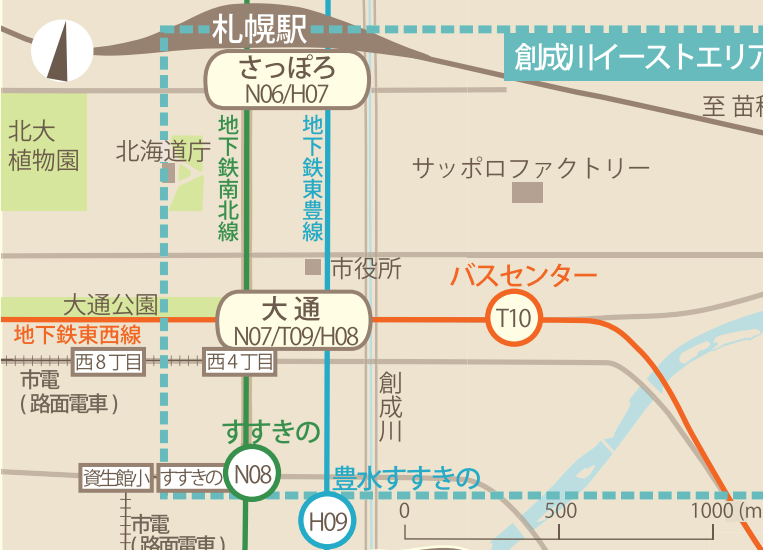 札幌駅
創成川イーストエリア
さっぽろ
N06/H07
至 苗穂
北大
植物園
北海道庁
地下鉄南北線
地下鉄東豊線
サッポロファクトリー
市役所
バスセンター
大通公園
大通
N07/T09/H08
T10
地下鉄東西線
西8丁目
西4丁目
市電
(路面電車)
創成川
すすきの
資生館小
すすきの
N08
豊水すすきの
H09
市電
(路面電車)
0
500
1000 (m